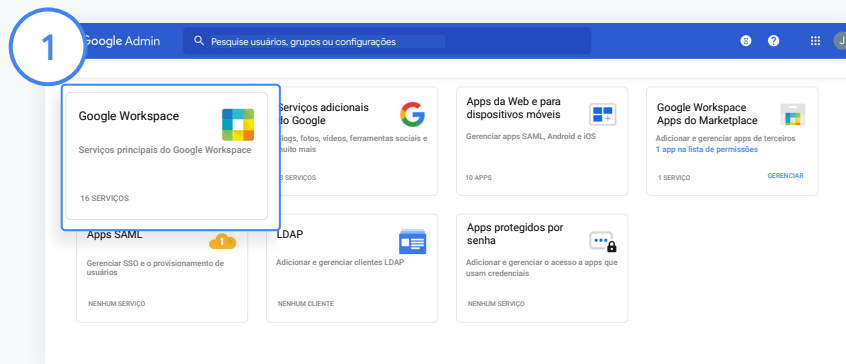 1
Google Admin
Pesquise usuários, grupos ou configurações
J
Google Workspace
Serviços principais do Google Workspace
16 SERVIÇOS
Serviços adicionais
do Google
logs, fotos, vídeos, ferramentas sociais e
muito mais
SERVIÇOS
Apps da Web e para
dispositivos móveis
Gerenciar apps SAML, Android e iOS
10 APPS
Google Workspace
Apps do Marketplace
Adicionar e gerenciar apps de terceiros
1 app na lista de permissões
1 SERVIÇO
GERENCIAR
Apps SAML
Gerenciar SSO e o provisionamento de
usuários
NENHUM SERVIÇO
LDAP
Adicionar e gerenciar clientes LDAP
NENHUM CLIENTE
Apps protegidos por
senha
Adicionar e gerenciar o acesso a apps que
usam credenciais
NENHUM SERVIÇO